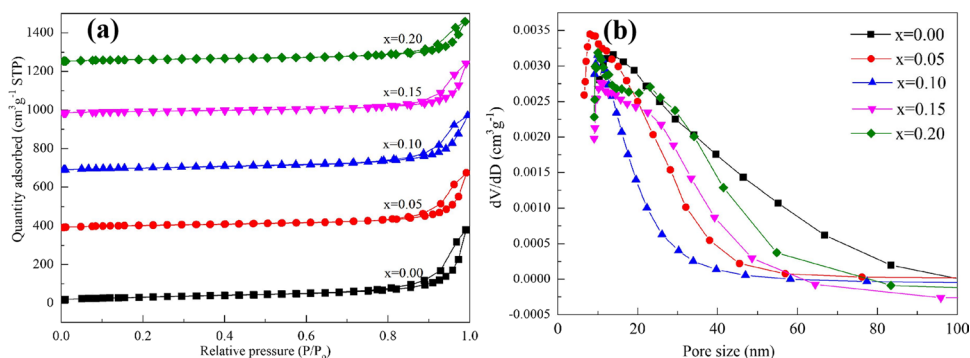 (a)
1400
1200
1000
800
600
400
200
0
Quantity adsorbed (cm³g⁻¹ STP)
x=0.20
x=0.15
x=0.10
x=0.05
x=0.00
0.0 0.2 0.4 0.6 0.8 1.0
Relative pressure (P/Po)
(b)
0.0035
0.0030
0.0025
0.0020
0.0015
0.0010
0.0005
0.0000
-0.0005
dV/dD (cm³g⁻¹)
x=0.00
x=0.05
x=0.10
x=0.15
x=0.20
0 20 40 60 80 100
Pore size (nm)